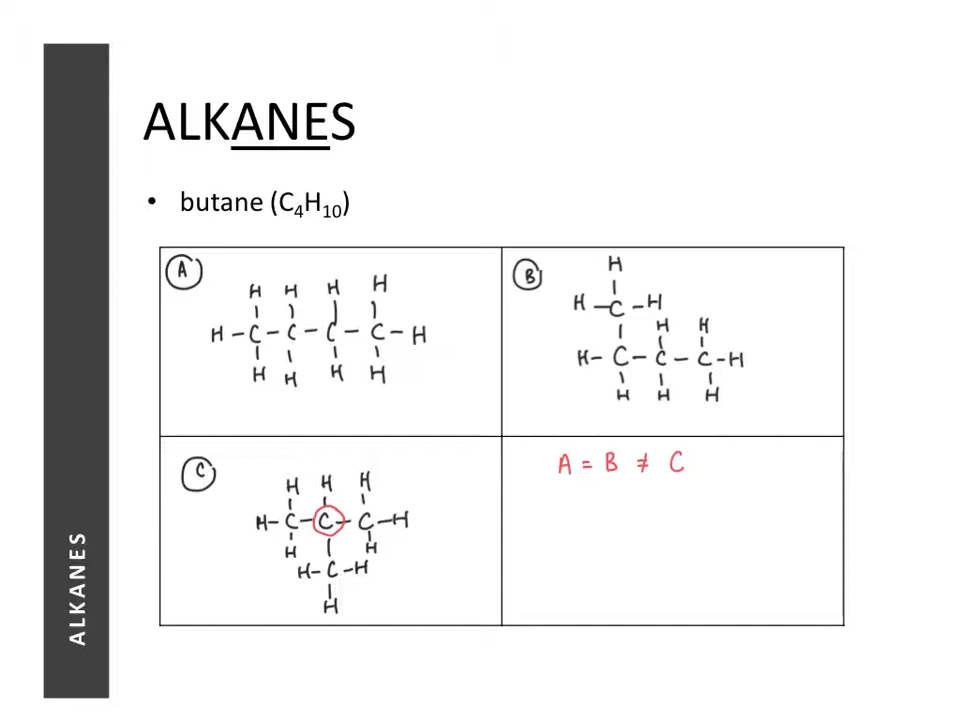 ALKANES
butane (C4H10)
A
H H H H
H-C-C-C-C-H
H H H H
B
H
H-C-H
H H
H-C-C-C-H
H H H
C
H H H
H-C-C-C-H
H H
H-C-H
H
A = B ≠ C
ALKANES